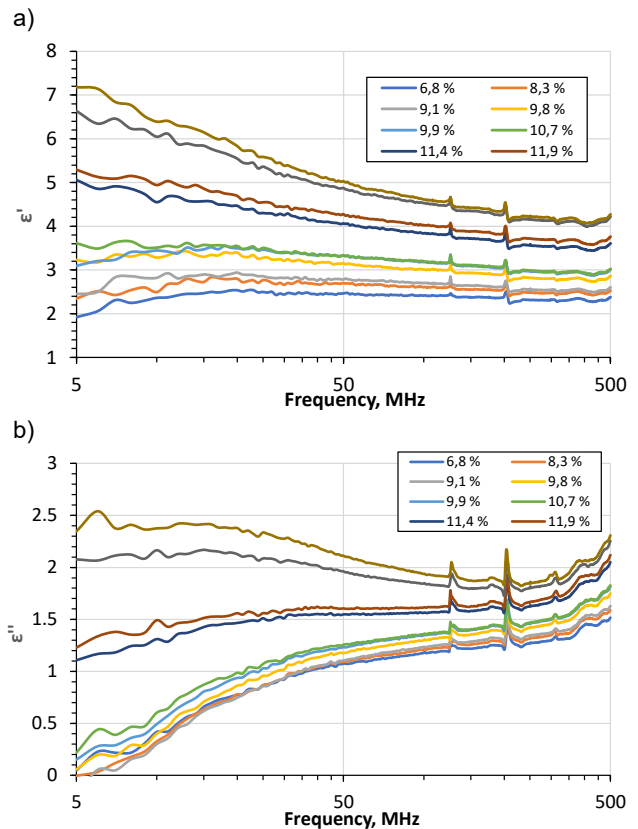 a)
8
7
6
5
4
3
2
1
ε'
6,8 % 8,3 %
9,1 % 9,8 %
9,9 % 10,7 %
11,4 % 11,9 %
5 50 500
Frequency, MHz
b)
3
2.5
2
1.5
1
0.5
0
ε''
6,8 % 8,3 %
9,1 % 9,8 %
9,9 % 10,7 %
11,4 % 11,9 %
5 50 500
Frequency, MHz